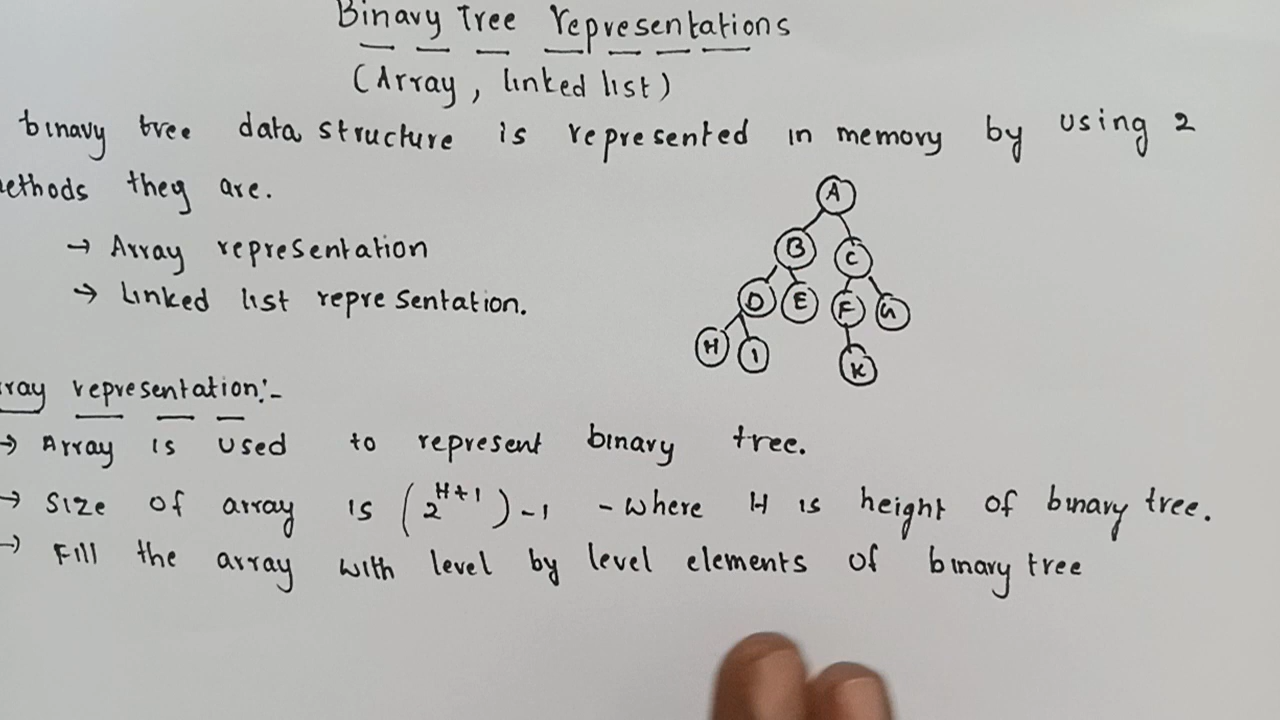 Binary Tree representations
(Array, linked list)
binary tree data structure is represented in memory by using 2
ethods they are.
→ Array representation
→ Linked list representation.
A
B C
D E F G
H I K
ray representation:-
→ Array is used to represent binary tree.
→ Size of array is (2^H+1) -1 - where H is height of binary tree.
→ Fill the array with level by level elements of binary tree